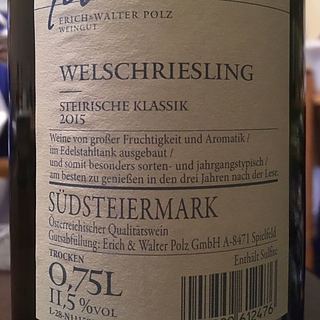 ERICH & WALTER POLZ
WEINGUT
WELSCHRIESLING
STEIRISCHE KLASSIK
2015
Weine von großer Fruchtigkeit und Aromatik /
im Edelstahltank ausgebaut /
und somit besonders sorten- und jahrgangstypisch /
am besten zu genießen in den drei Jahren nach der Lese.
SÜDSTEIERMARK
Österreichischer Qualitätswein
Gutsabfüllung: Erich & Walter Polz GmbH A-8471 Spielfeld
TROCKEN
Enthält Sulfite
0,75L
11,5 %VOL
612476